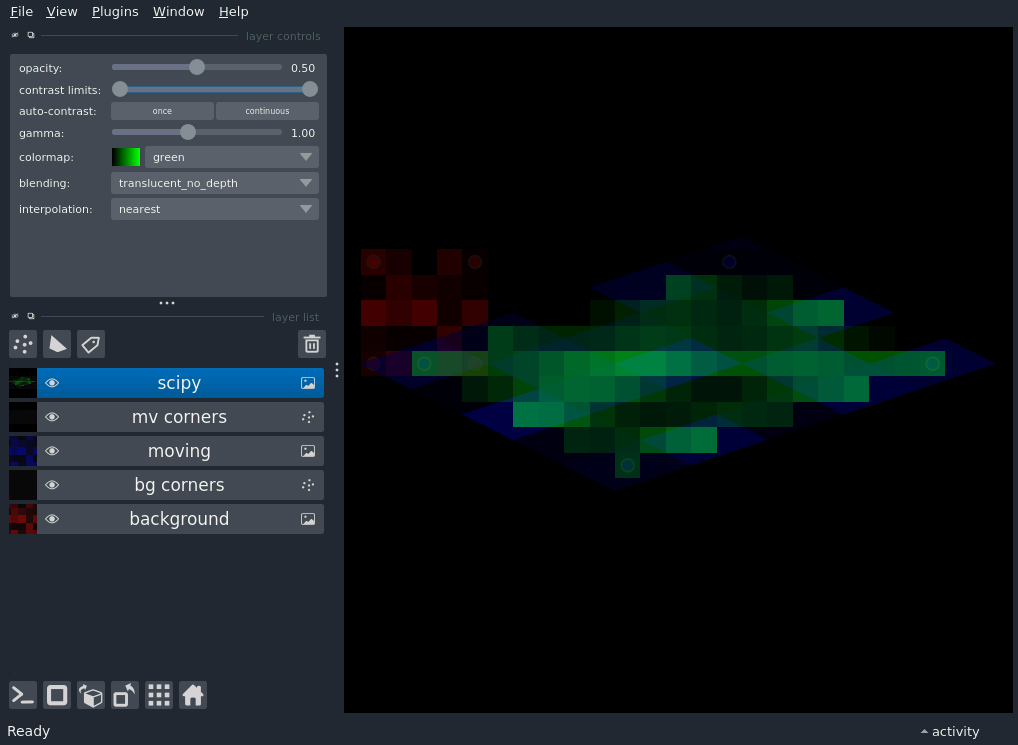 File View Plugins Window Help
layer controls
opacity: 0.50
contrast limits:
auto-contrast: once continuous
gamma: 1.00
colormap: green
blending: translucent_no_depth
interpolation: nearest
layer list
scipy
mv corners
moving
bg corners
background
Ready activity